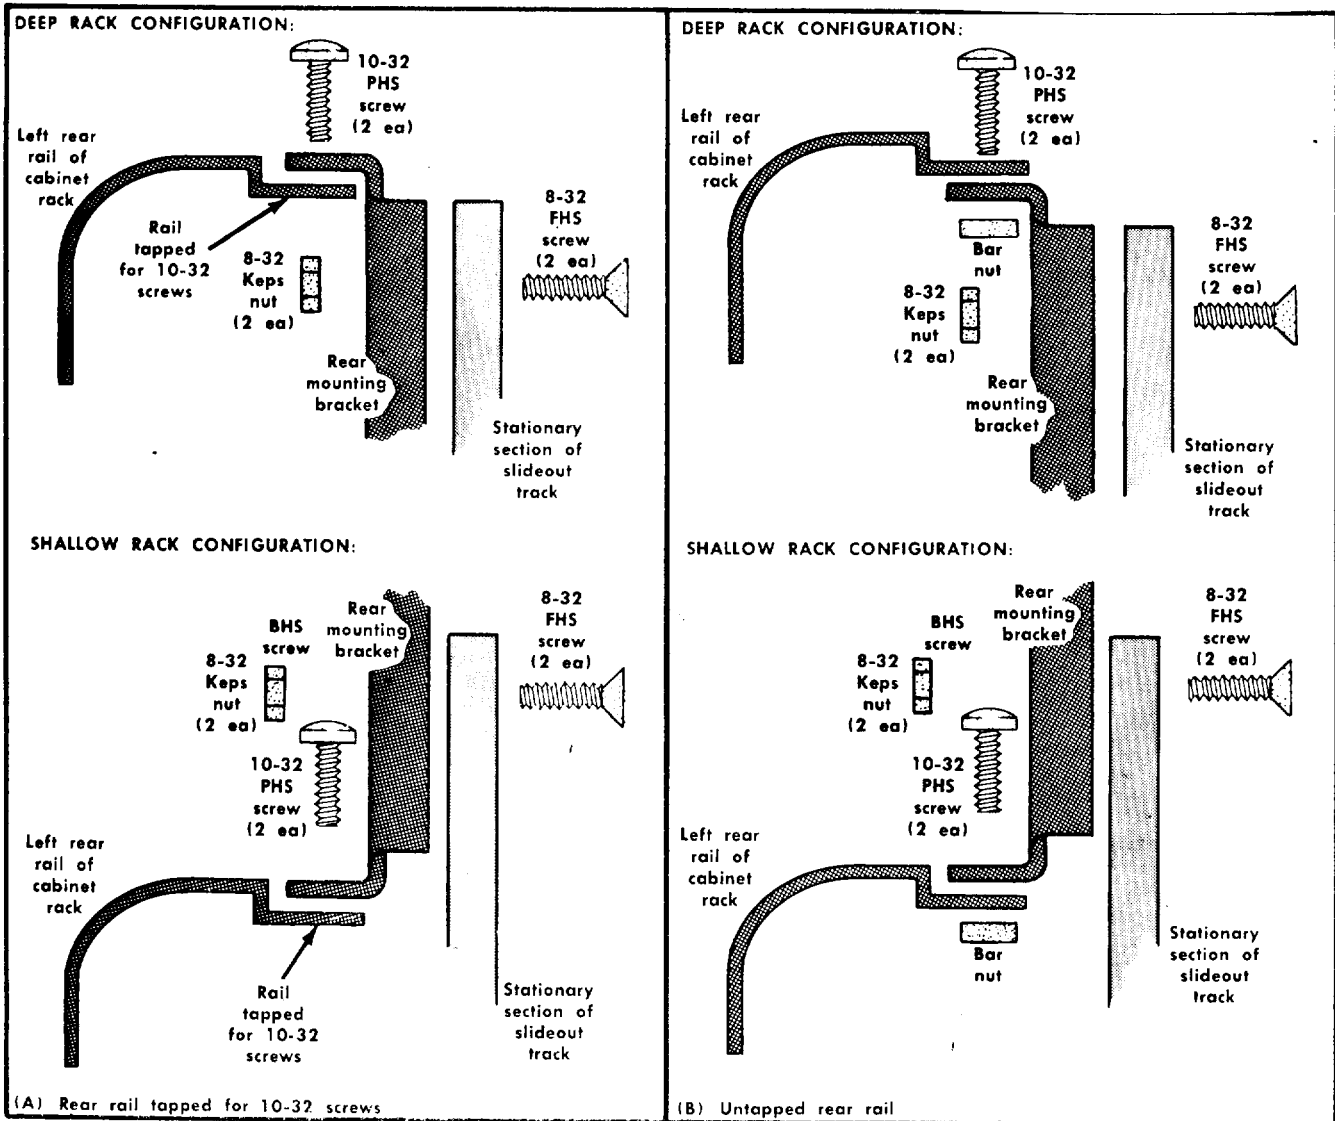 DEEP RACK CONFIGURATION:
10-32
PHS
screw
(2 ea)
Left rear
rail of
cabinet
rack
Rail
tapped
for 10-32
screws
8-32
Keps
nut
(2 ea)
8-32
FHS
screw
(2 ea)
Rear
mounting
bracket
Stationary
section of
slideout
track
SHALLOW RACK CONFIGURATION:
Rear
mounting
bracket
BHS
screw
8-32
Keps
nut
(2 ea)
8-32
FHS
screw
(2 ea)
10-32
PHS
screw
(2 ea)
Left rear
rail of
cabinet
rack
Rail
tapped
for 10-32
screws
Stationary
section of
slideout
track
(A) Rear rail tapped for 10-32 screws
DEEP RACK CONFIGURATION:
10-32
PHS
screw
(2 ea)
Left rear
rail of
cabinet
rack
Bar
nut
8-32
Keps
nut
(2 ea)
8-32
FHS
screw
(2 ea)
Rear
mounting
bracket
Stationary
section of
slideout
track
SHALLOW RACK CONFIGURATION:
Rear
mounting
bracket
BHS
screw
8-32
Keps
nut
(2 ea)
8-32
FHS
screw
(2 ea)
10-32
PHS
screw
(2 ea)
Left rear
rail of
cabinet
rack
Bar
nut
Stationary
section of
slideout
track
(B) Untapped rear rail